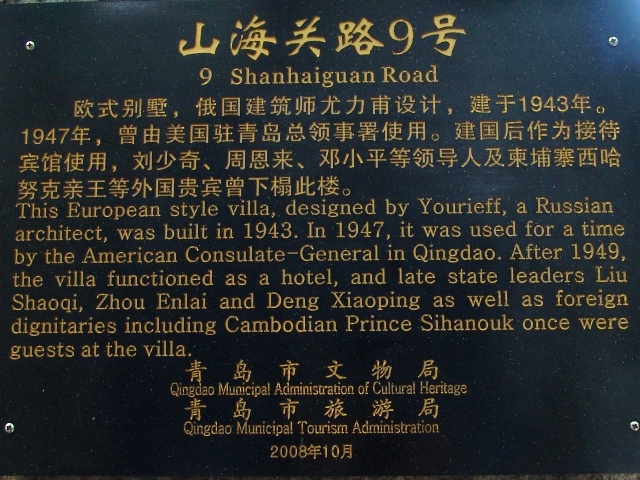 山海关路9号
9 Shanhaiguan Road
欧式别墅，俄国建筑师尤力甫设计，建于1943年。
1947年，曾由美国驻青岛总领事署使用。建国后作为接待
宾馆使用，刘少奇、周恩来、邓小平等领导人及柬埔寨西哈
努克亲王等外国贵宾曾下榻此楼。
This European style villa, designed by Yourieff, a Russian
architect, was built in 1943. In 1947, it was used for a time
by the American Consulate-General in Qingdao. After 1949,
the villa functioned as a hotel, and late state leaders Liu
Shaoqi, Zhou Enlai and Deng Xiaoping as well as foreign
dignitaries including Cambodian Prince Sihanouk once were
guests at the villa.
青岛市文物局
Qingdao Municipal Administration of Cultural Heritage
青岛市旅游局
Qingdao Municipal Tourism Administration
2008年10月